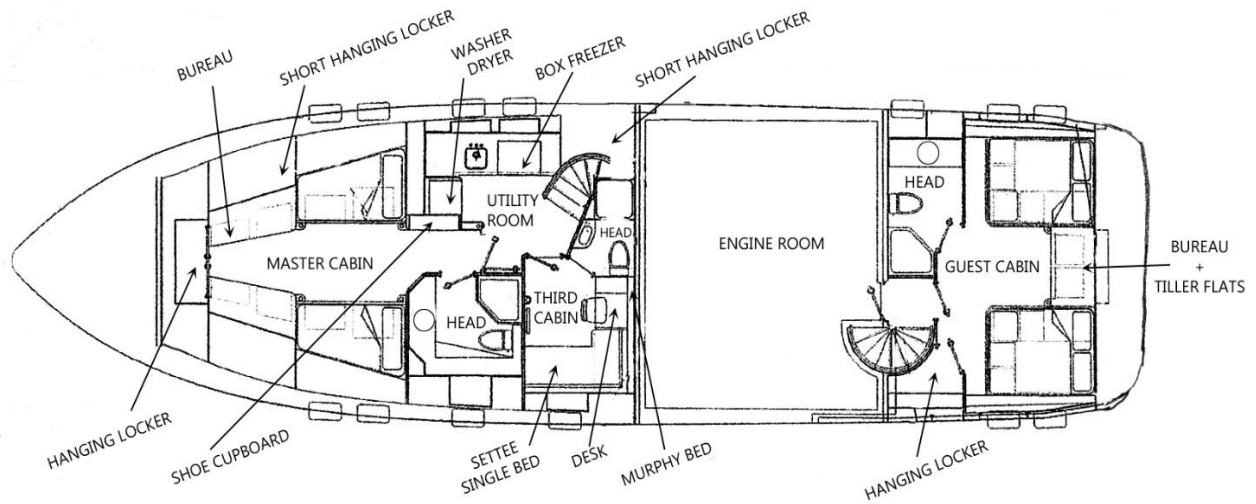 BUREAU
SHORT HANGING LOCKER
WASHER
DRYER
BOX FREEZER
SHORT HANGING LOCKER
MASTER CABIN
UTILITY
ROOM
HEAD
HEAD
THIRD
CABIN
ENGINE ROOM
HEAD
GUEST CABIN
BUREAU
+
TILLER FLATS
HANGING LOCKER
SHOE CUPBOARD
SETTEE
SINGLE BED
DESK
MURPHY BED
HANGING LOCKER